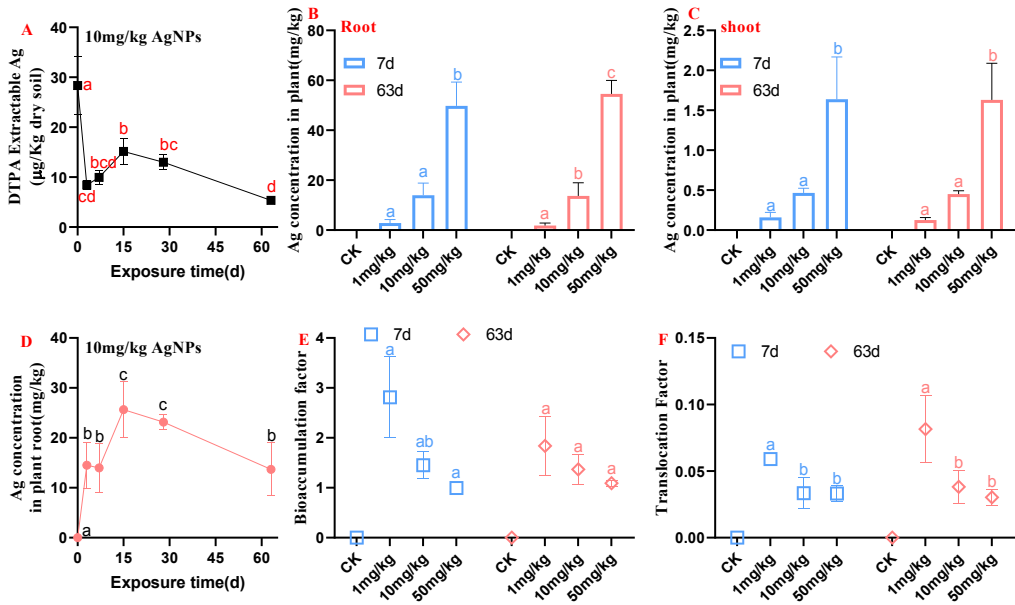 A
10mg/kg AgNPs
DTPA Extractable Ag
(μg/Kg dry soil)
40
30
20
10
0
a
cd
bcd
b
bc
d
0
15
30
45
60
Exposure time(d)
B
Root
Ag concentration in plant(mg/kg)
80
60
40
20
0
7d
63d
a
a
b
a
b
c
CK
1mg/kg
10mg/kg
50mg/kg
CK
1mg/kg
10mg/kg
50mg/kg
C
shoot
Ag concentration in plant(mg/kg)
2.5
2.0
1.5
1.0
0.5
0.0
7d
63d
a
a
b
a
a
b
CK
1mg/kg
10mg/kg
50mg/kg
CK
1mg/kg
10mg/kg
50mg/kg
D
10mg/kg AgNPs
Ag concentration
in plant root(mg/kg)
40
30
20
10
0
a
b
b
c
c
b
0
15
30
45
60
Exposure time(d)
E
7d
63d
Bioaccumulation factor
4
3
2
1
0
a
ab
a
a
a
a
CK
1mg/kg
10mg/kg
50mg/kg
CK
1mg/kg
10mg/kg
50mg/kg
F
7d
63d
Translocation Factor
0.15
0.10
0.05
0.00
a
b
b
a
b
b
CK
1mg/kg
10mg/kg
50mg/kg
CK
1mg/kg
10mg/kg
50mg/kg